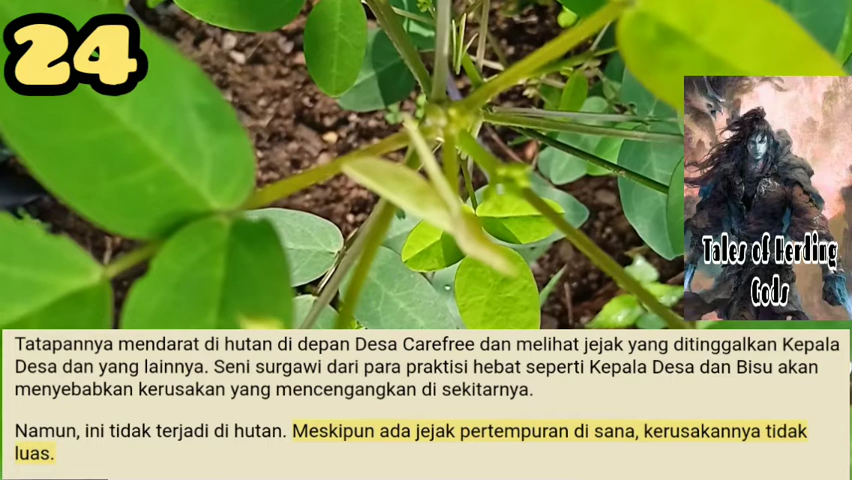 24
Tales of Herding
Gods
Tatapannya mendarat di hutan di depan Desa Carefree dan melihat jejak yang ditinggalkan Kepala
Desa dan yang lainnya. Seni surgawi dari para praktisi hebat seperti Kepala Desa dan Bisu akan
menyebabkan kerusakan yang mencengangkan di sekitarnya.
Namun, ini tidak terjadi di hutan. Meskipun ada jejak pertempuran di sana, kerusakannya tidak
luas.